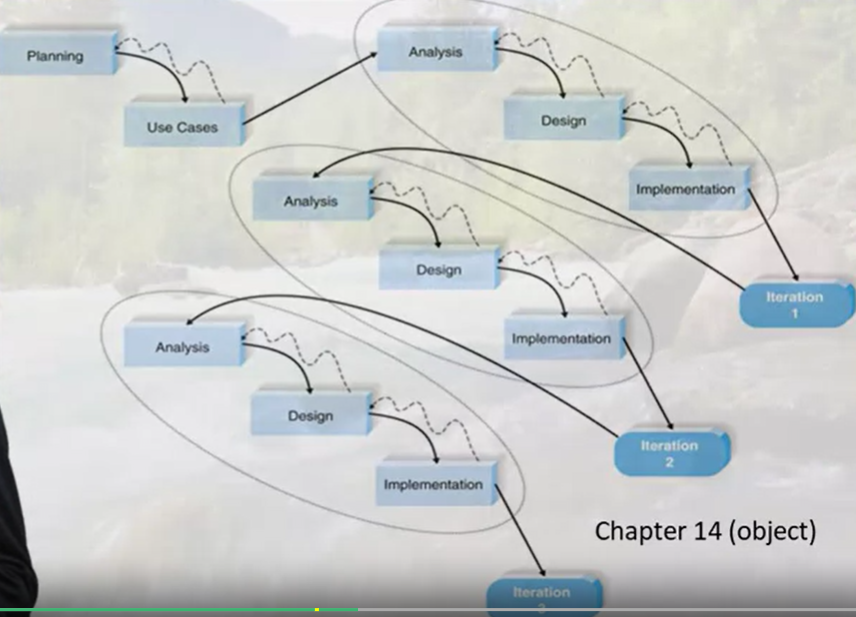 Planning
Use Cases
Analysis
Design
Implementation
Iteration
1
Analysis
Design
Implementation
Iteration
2
Analysis
Design
Implementation
Iteration
3
Chapter 14 (object)